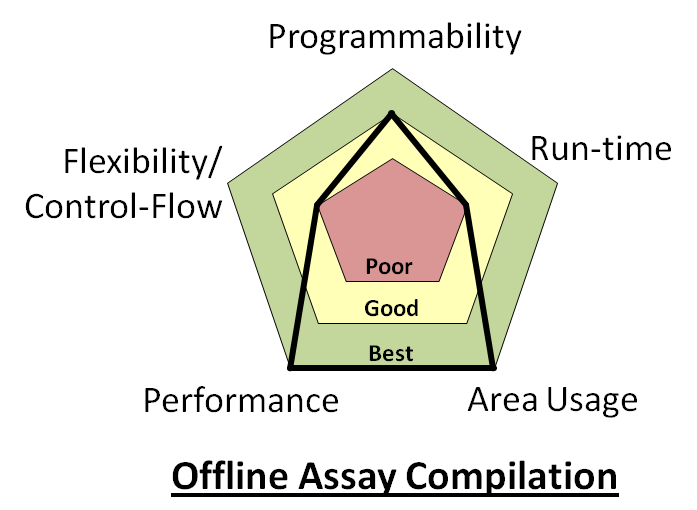 Programmability
Flexibility/
Control-Flow
Run-time
Poor
Good
Best
Performance
Area Usage
Offline Assay Compilation